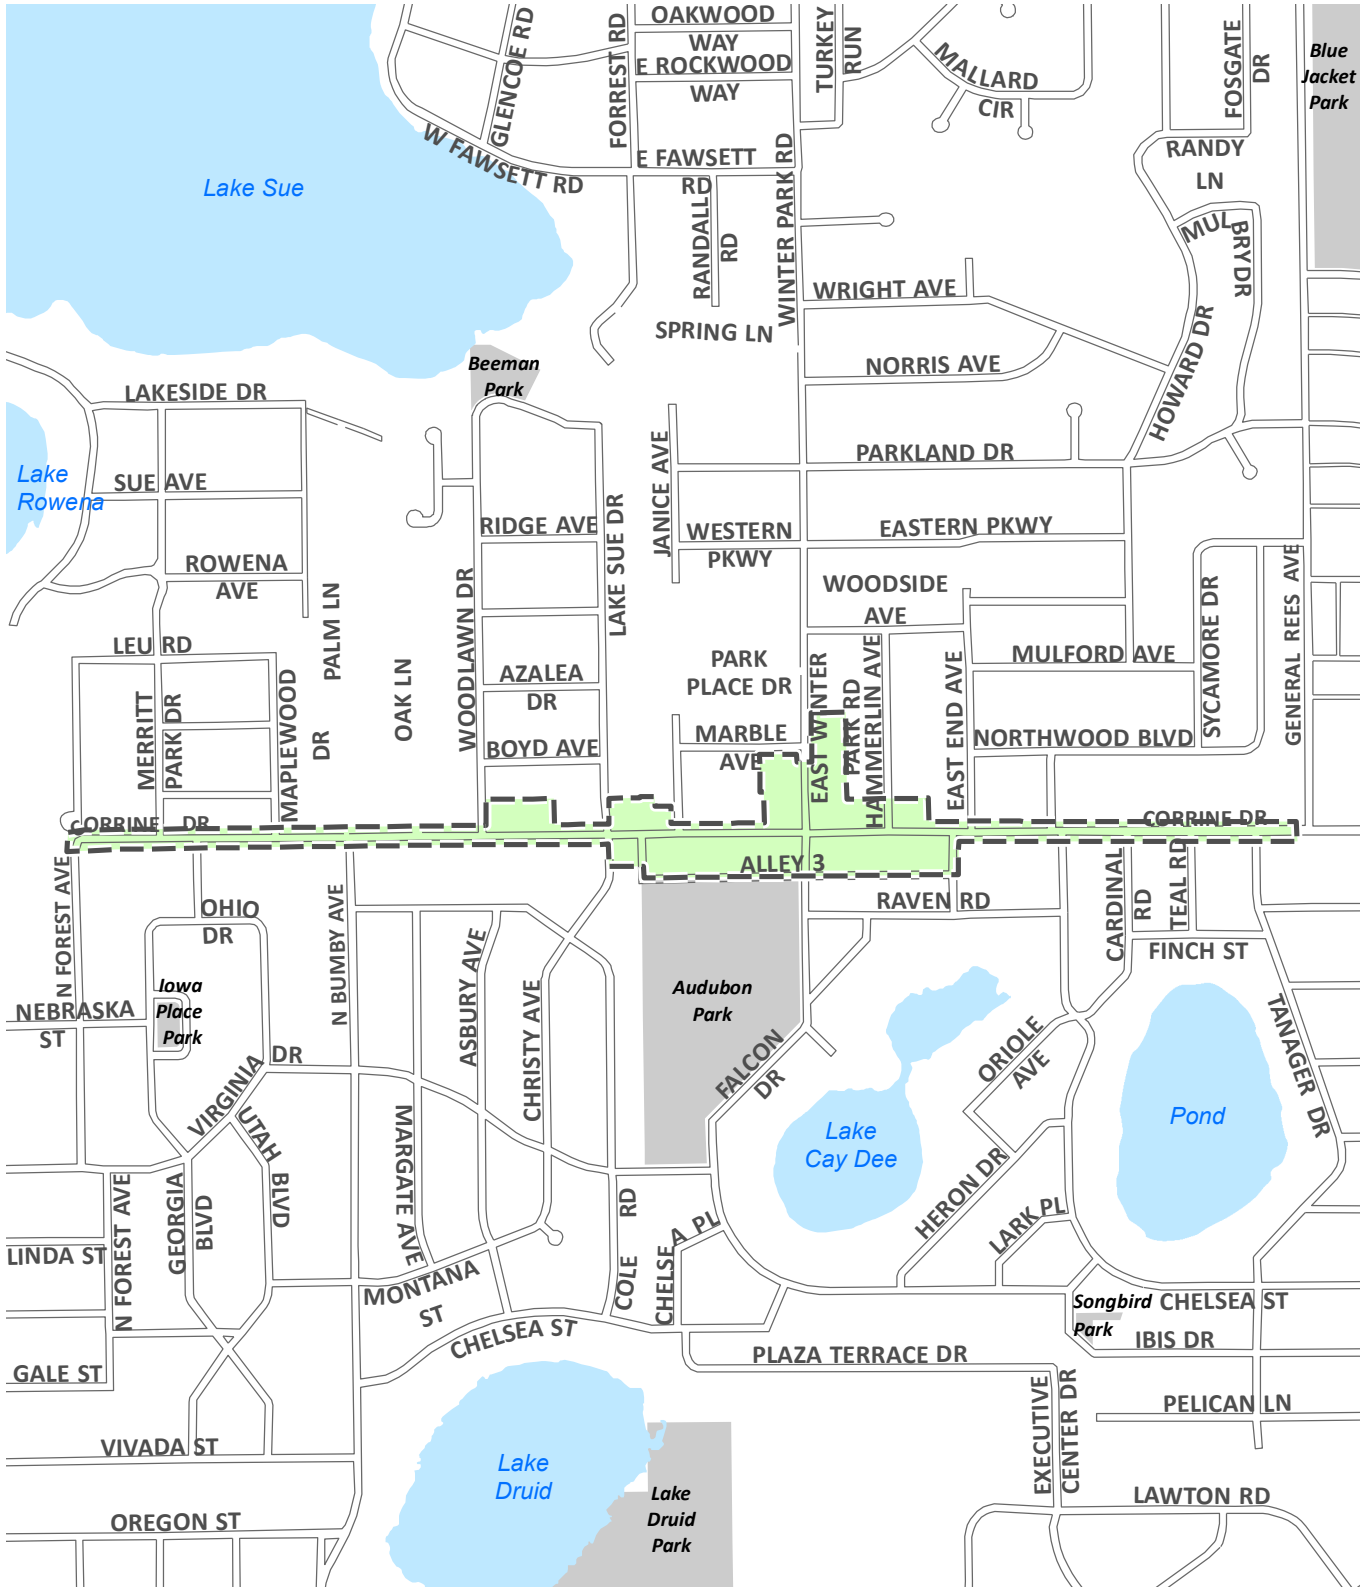 OAKWOOD
WAY
E ROCKWOOD
WAY
GLENCOE RD
FORREST RD
TURKEY
RUN
MALLARD
CIR
FOSGATE
DR
Blue
Jacket
Park
W FAWSETT RD
E FAWSETT
RD
RANDALL
RD
WINTER PARK RD
RANDY
LN
MUL
BRY DR
Lake Sue
WRIGHT AVE
SPRING LN
NORRIS AVE
HOWARD DR
Beeman
Park
LAKESIDE DR
PARKLAND DR
Lake
Rowena
SUE AVE
RIDGE AVE
LAKE SUE DR
JANICE AVE
WESTERN
PKWY
EASTERN PKWY
ROWENA
AVE
WOODSIDE
AVE
PALM LN
WOODLAWN DR
SYCAMORE DR
GENERAL REES AVE
LEU RD
MULFORD AVE
PARK
PLACE DR
AZALEA
DR
OAK LN
MERRITT
PARK DR
MAPLEWOOD
DR
EAST WINTER
PARK RD
HAMMERLIN AVE
EAST END AVE
NORTHWOOD BLVD
BOYD AVE
MARBLE
AVE
CORRINE DR
CORRINE DR
ALLEY 3
N FOREST AVE
OHIO
DR
N BUMBY AVE
RAVEN RD
CARDINAL
RD
TEAL RD
FINCH ST
ASBURY AVE
CHRISTY AVE
Iowa
Place
Park
NEBRASKA
ST
Audubon
Park
FALCON
DR
ORIOLE
AVE
TANAGER DR
VIRGINIA DR
UTAH
BLVD
MARGATE AVE
Lake
Cay Dee
Pond
HERON DR
LARK PL
GEORGIA
BLVD
N FOREST AVE
LINDA ST
COLE RD
CHELSEA PL
MONTANA
ST
CHELSEA ST
Songbird
Park
CHELSEA ST
IBIS DR
GALE ST
PLAZA TERRACE DR
EXECUTIVE
CENTER DR
PELICAN LN
VIVADA ST
Lake
Druid
Lake
Druid
Park
LAWTON RD
OREGON ST